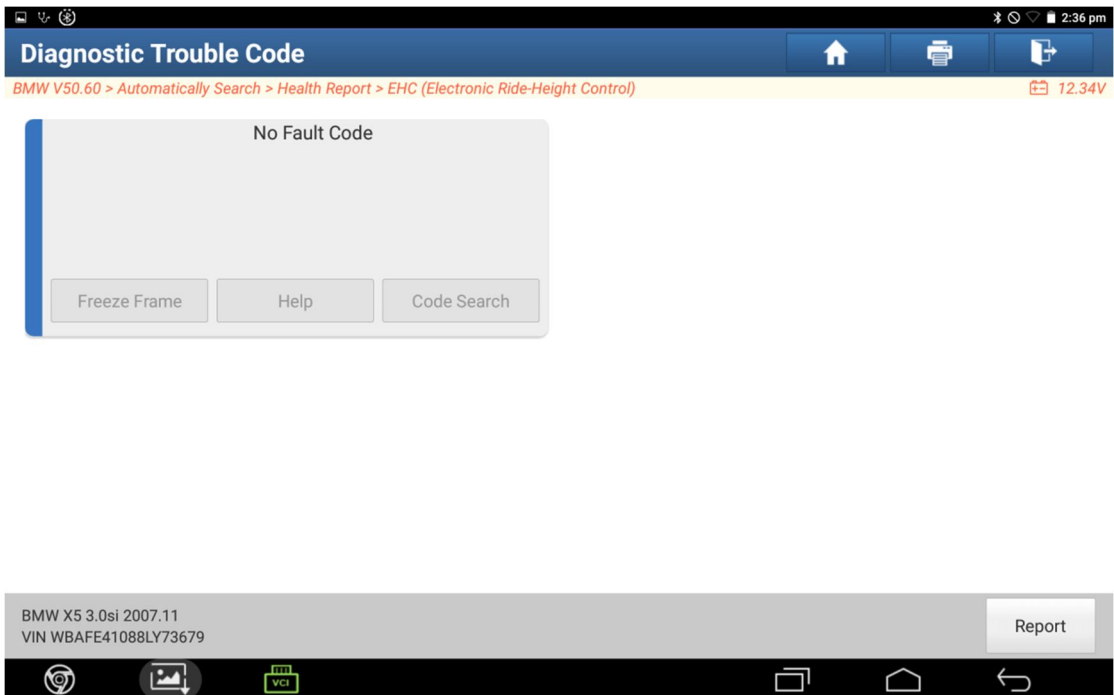 2:36 pm
Diagnostic Trouble Code
BMW V50.60 > Automatically Search > Health Report > EHC (Electronic Ride-Height Control)
12.34V
No Fault Code
Freeze Frame
Help
Code Search
BMW X5 3.0si 2007.11
VIN WBAFE41088LY73679
Report
VCI